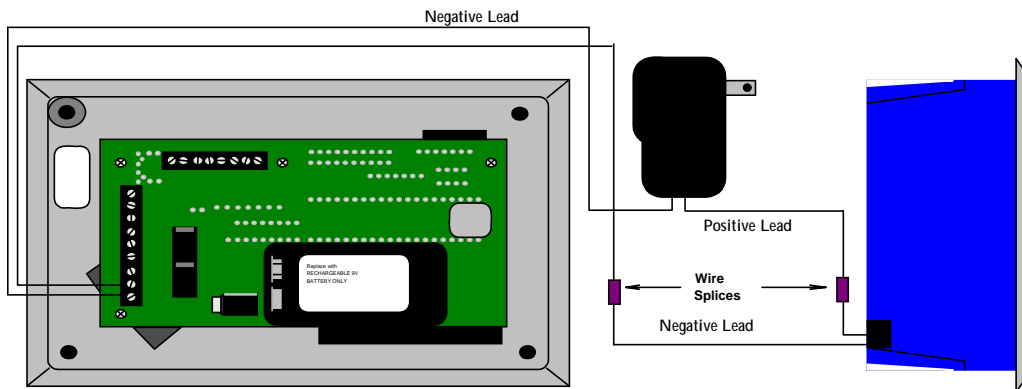 Negative Lead
Positive Lead
Replace with
RECHARGEABLE 9V
BATTERY ONLY
Wire
Splices
Negative Lead